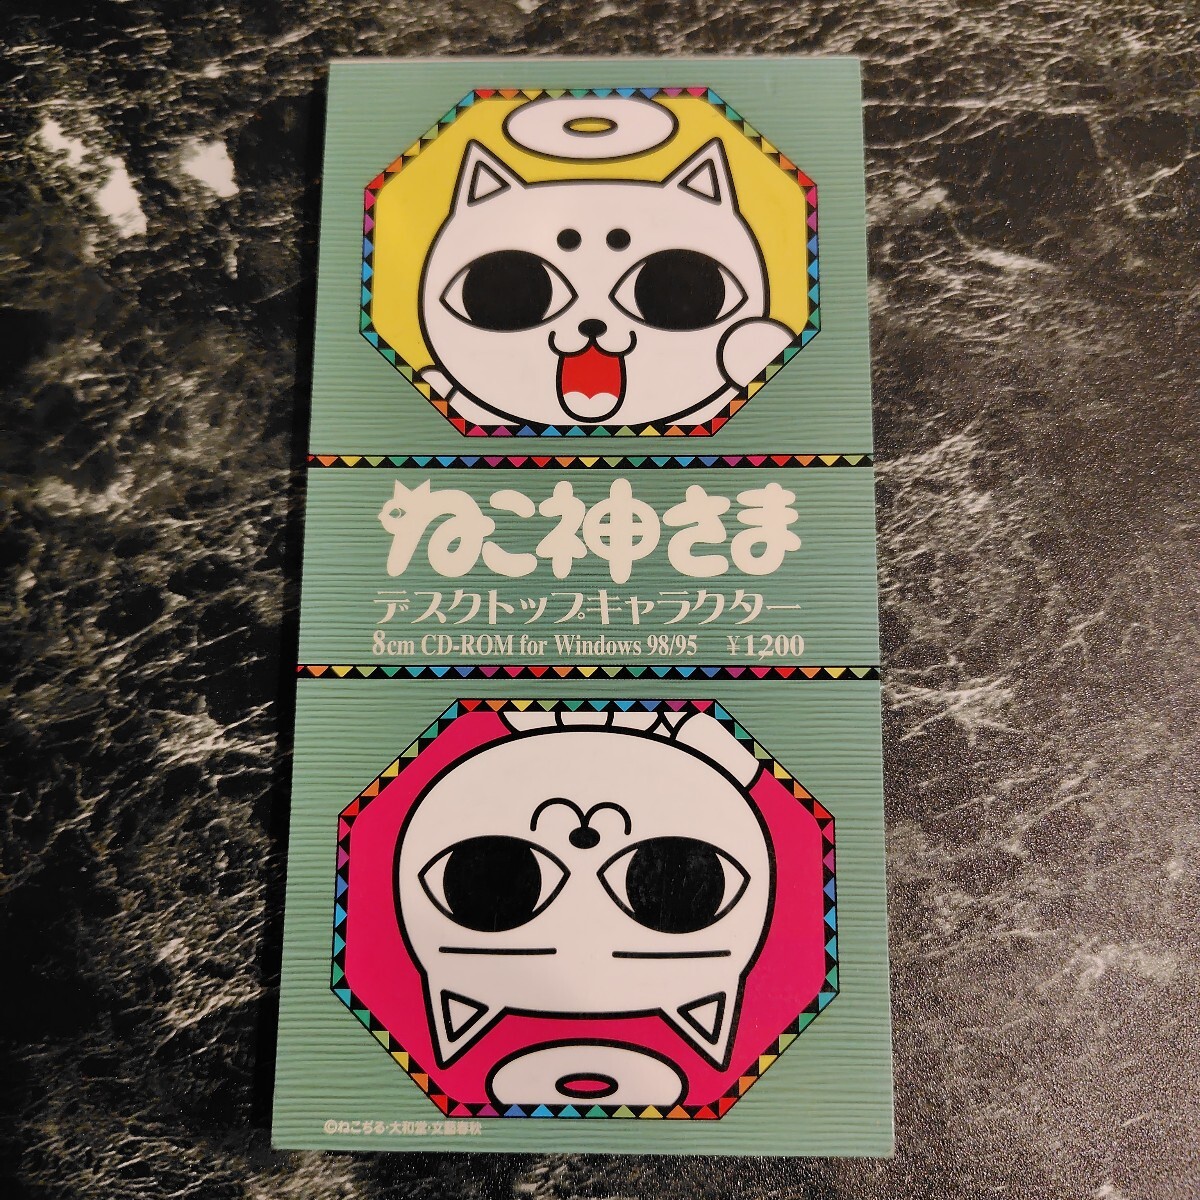 ねこ神さま
デスクトップキャラクター
8cm CD-ROM for Windows 98/95 ¥1,200
©ねこぢる・大和堂・文藝春秋